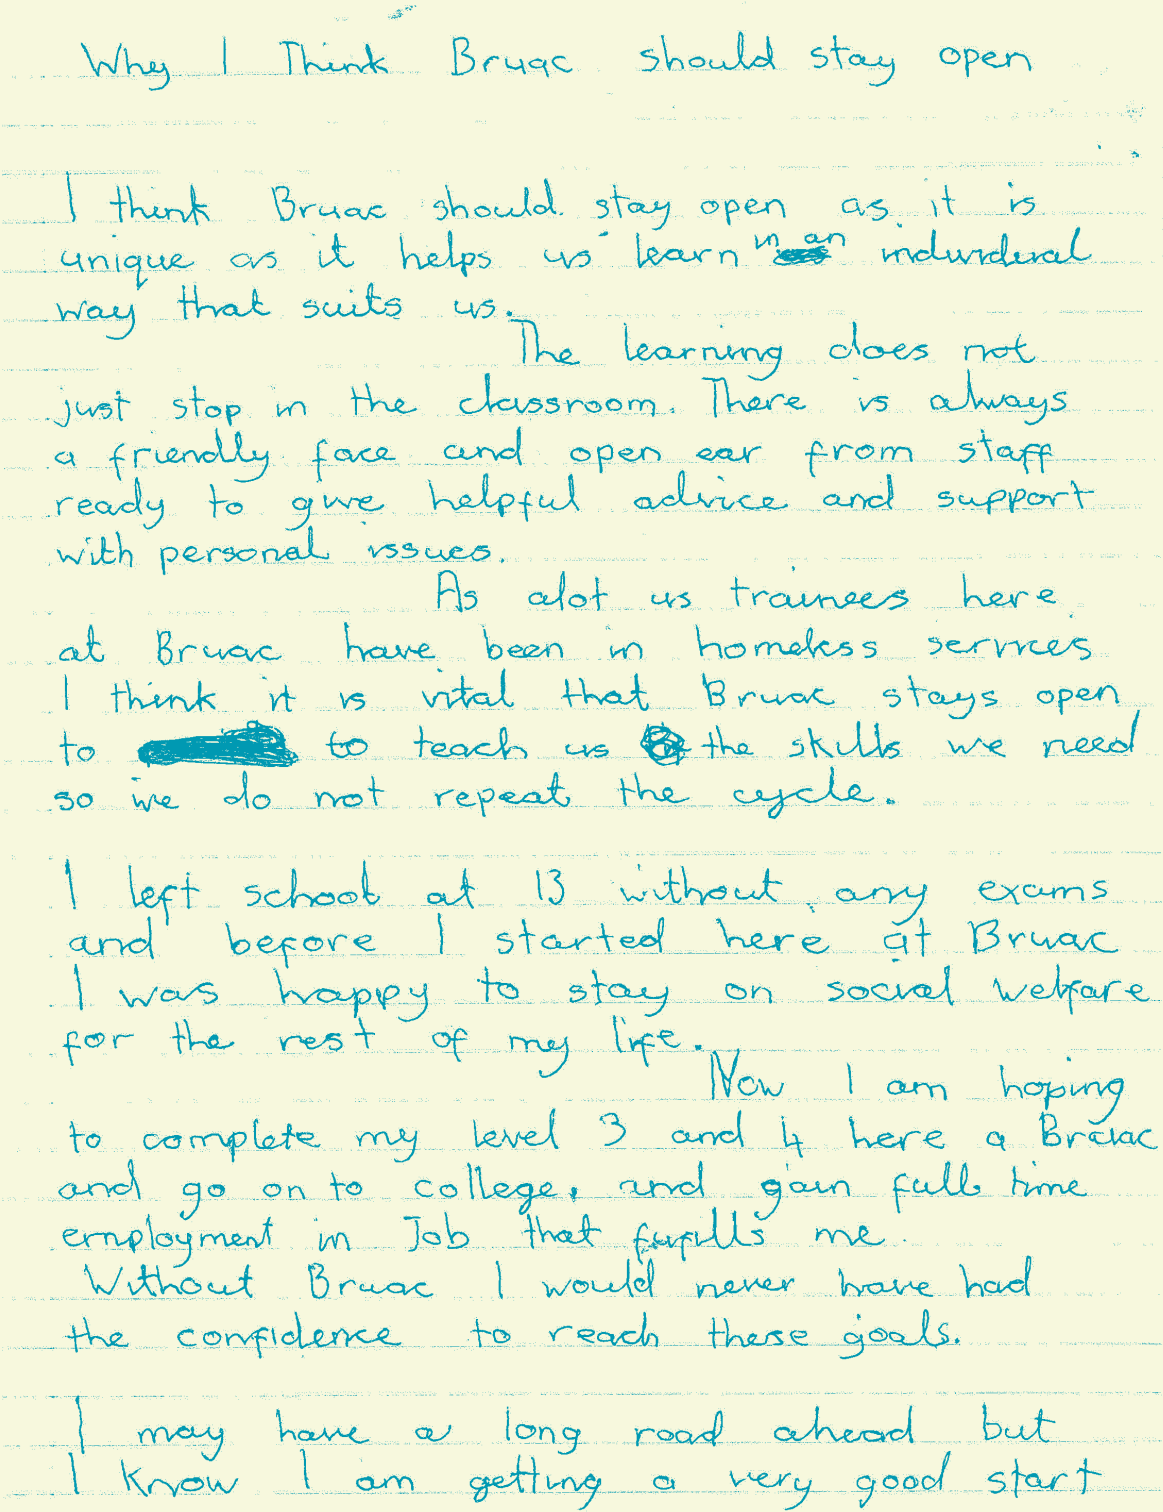 Why I Think Bruac should stay open
I think Bruac should stay open as it is
unique as it helps us learn in an individeral
way that suits us.
The learning does not
just stop in the classroom. There is always
a friendly face and open ear from staff
ready to give helpful advice and support
with personal issues.
As alot us trainees here
at Bruac have been in homeless services
I think it is vital that Bruac stays open
to to teach us the skills we need
so we do not repeat the cycle.
I left school at 13 without any exams
and before I started here at Bruac
I was happy to stay on social welfare
for the rest of my life.
Now I am hoping
to complete my level 3 and 4 here a Bruac
and go on to college, and gain full time
employment in Job that fufills me.
Without Bruac I would never have had
the confidence to reach these goals.
I may have a long road ahead but
I know I am getting a very good start